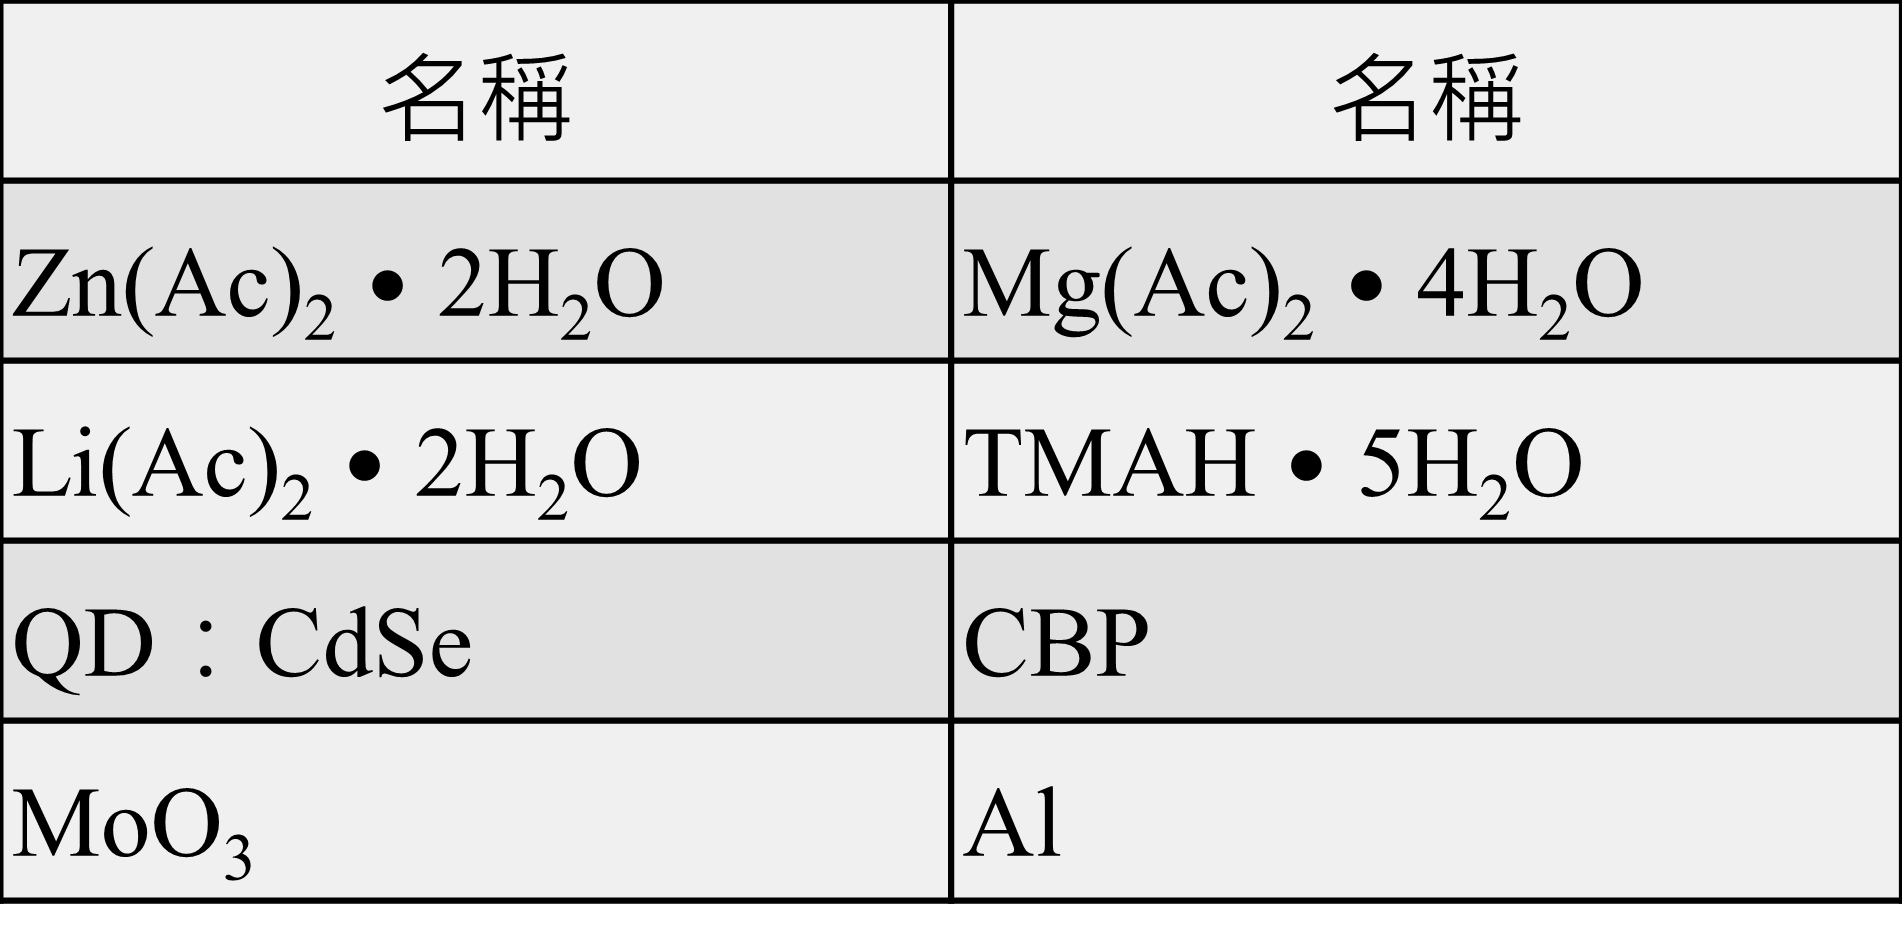 名稱 名稱
Zn(Ac)₂ • 2H₂O Mg(Ac)₂ • 4H₂O
Li(Ac)₂ • 2H₂O TMAH • 5H₂O
QD：CdSe CBP
MoO₃ Al